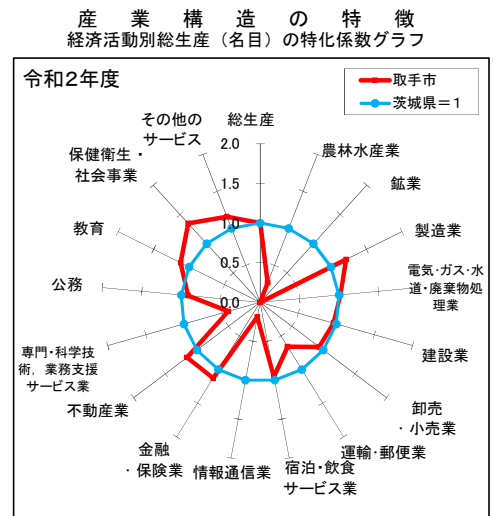 産業構造の特徴
経済活動別総生産（名目）の特化係数グラフ
令和2年度
取手市
茨城県＝1
総生産
農林水産業
鉱業
製造業
電気・ガス・水
道・廃棄物処
理業
建設業
卸売
・小売業
運輸・郵便業
宿泊・飲食
サービス業
情報通信業
金融
・保険業
不動産業
専門・科学技
術，業務支援
サービス業
公務
教育
保健衛生・
社会事業
その他の
サービス
2.0
1.5
1.0
0.5
0.0